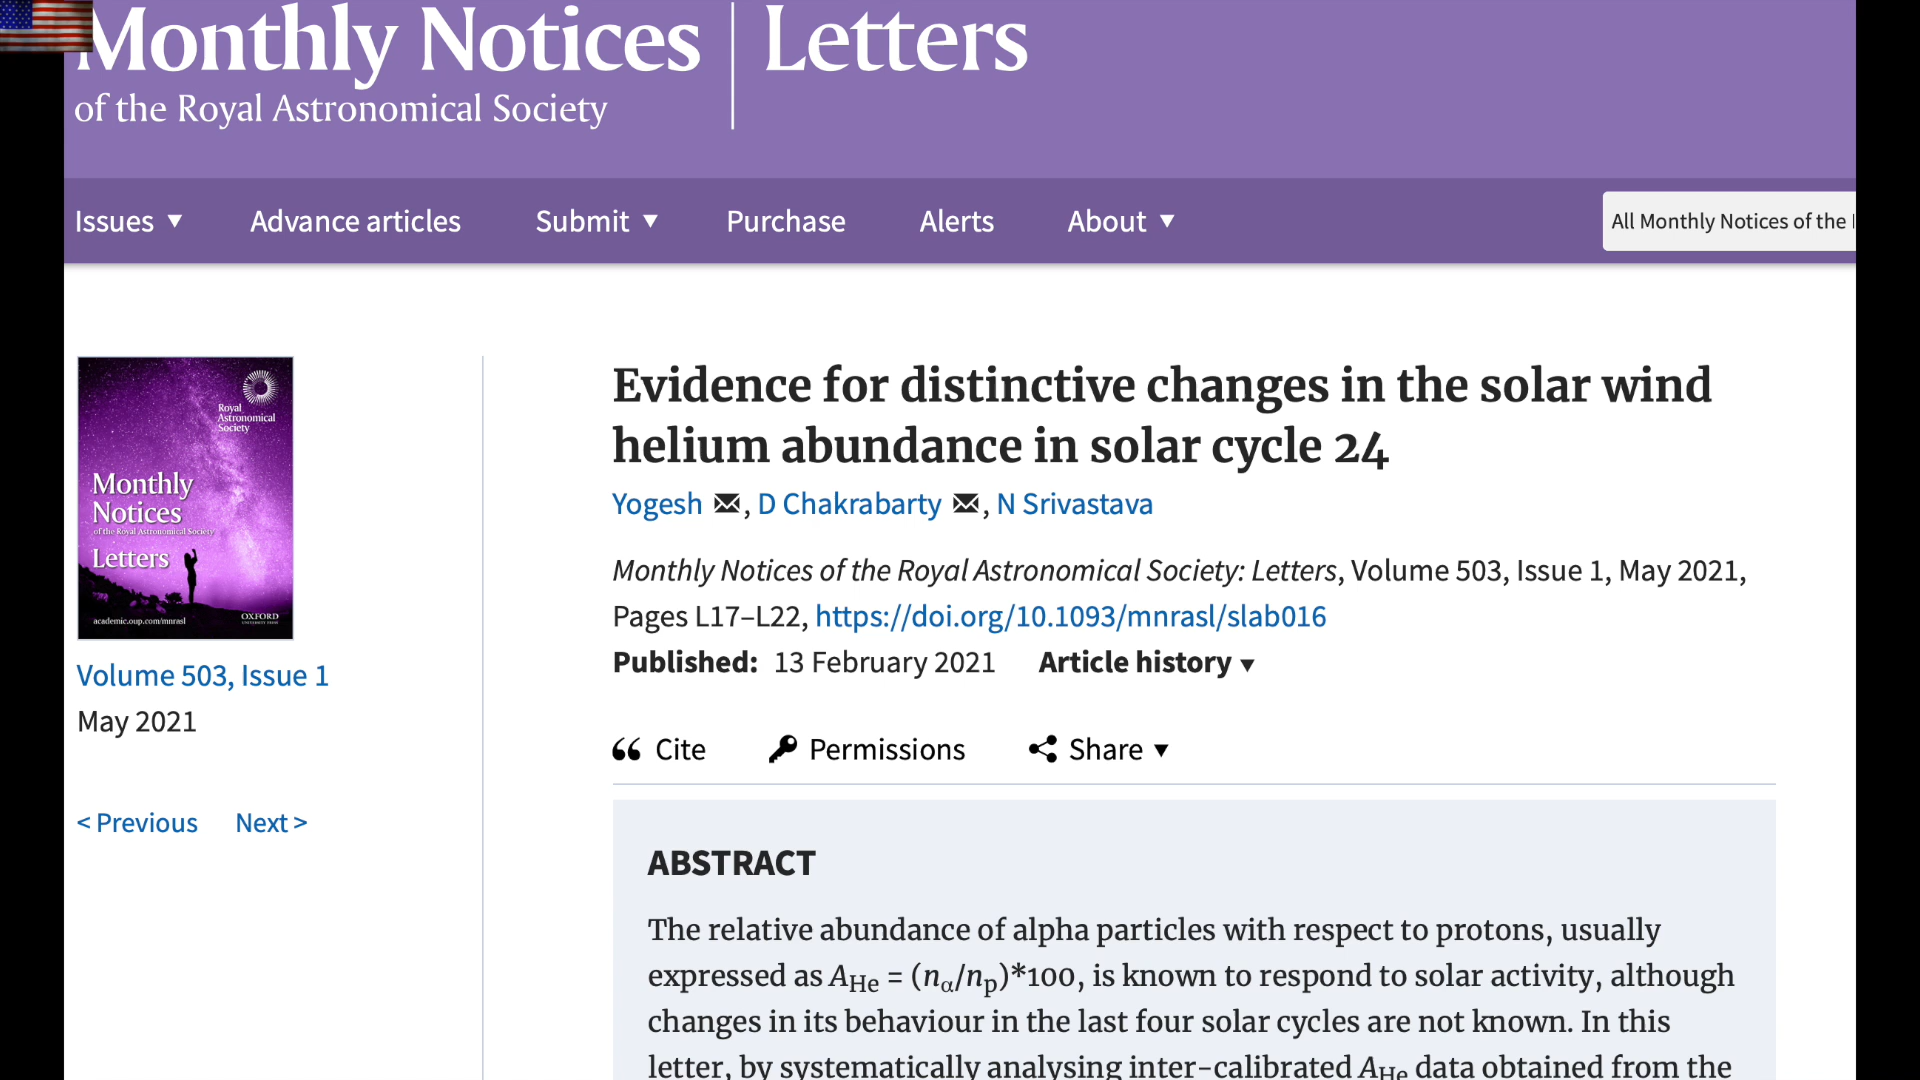 Monthly Notices | Letters
of the Royal Astronomical Society
Issues ▼ Advance articles Submit ▼ Purchase Alerts About ▼ All Monthly Notices of the
Royal
Astronomical
Society
Monthly
Notices
of the Royal Astronomical Society
Letters
OXFORD
UNIVERSITY PRESS
academic.oup.com/mnrasl
Volume 503, Issue 1
May 2021
< Previous Next >
Evidence for distinctive changes in the solar wind
helium abundance in solar cycle 24
Yogesh, D Chakrabarty, N Srivastava
Monthly Notices of the Royal Astronomical Society: Letters, Volume 503, Issue 1, May 2021,
Pages L17–L22, https://doi.org/10.1093/mnrasl/slab016
Published: 13 February 2021 Article history ▼
Cite Permissions Share ▼
ABSTRACT
The relative abundance of alpha particles with respect to protons, usually
expressed as AHe = (nα/np)*100, is known to respond to solar activity, although
changes in its behaviour in the last four solar cycles are not known. In this
letter, by systematically analysing inter-calibrated AHe data obtained from the